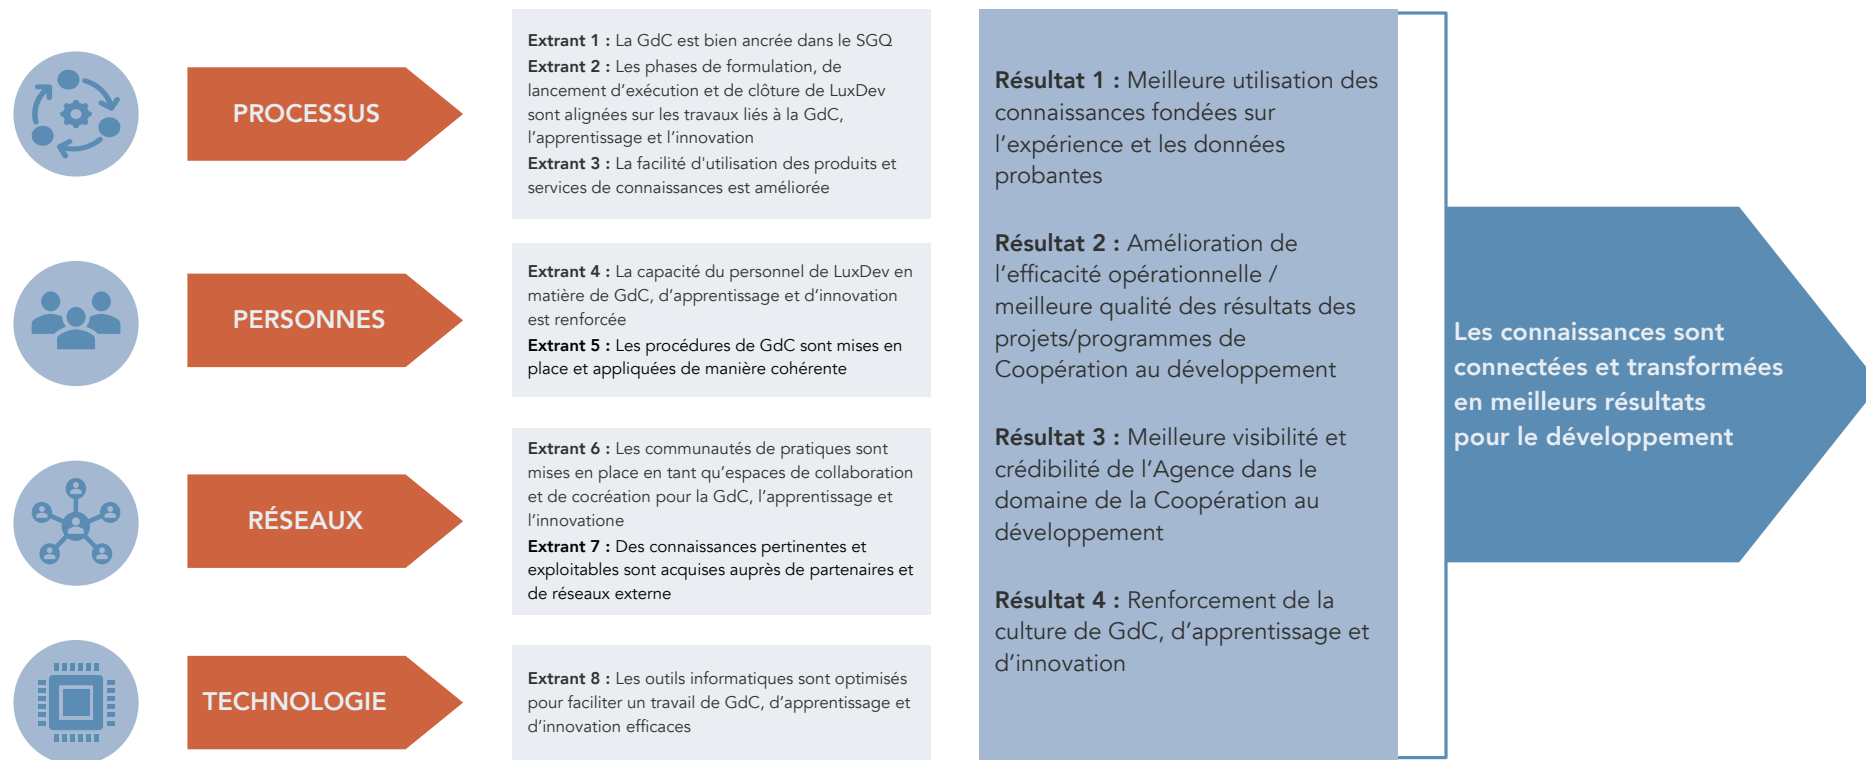 PROCESSUS
Extrant 1 : La GdC est bien ancrée dans le SGQ
Extrant 2 : Les phases de formulation, de
lancement d’exécution et de clôture de LuxDev
sont alignées sur les travaux liés à la GdC,
l’apprentissage et l’innovation
Extrant 3 : La facilité d'utilisation des produits et
services de connaissances est améliorée
PERSONNES
Extrant 4 : La capacité du personnel de LuxDev en
matière de GdC, d’apprentissage et d’innovation
est renforcée
Extrant 5 : Les procédures de GdC sont mises en
place et appliquées de manière cohérente
RÉSEAUX
Extrant 6 : Les communautés de pratiques sont
mises en place en tant qu’espaces de collaboration
et de cocréation pour la GdC, l’apprentissage et
l’innovatione
Extrant 7 : Des connaissances pertinentes et
exploitables sont acquises auprès de partenaires et
de réseaux externe
TECHNOLOGIE
Extrant 8 : Les outils informatiques sont optimisés
pour faciliter un travail de GdC, d’apprentissage et
d’innovation efficaces
Résultat 1 : Meilleure utilisation des
connaissances fondées sur
l’expérience et les données
probantes
Résultat 2 : Amélioration de
l’efficacité opérationnelle /
meilleure qualité des résultats des
projets/programmes de
Coopération au développement
Résultat 3 : Meilleure visibilité et
crédibilité de l’Agence dans le
domaine de la Coopération au
développement
Résultat 4 : Renforcement de la
culture de GdC, d’apprentissage et
d’innovation
Les connaissances sont
connectées et transformées
en meilleurs résultats
pour le développement